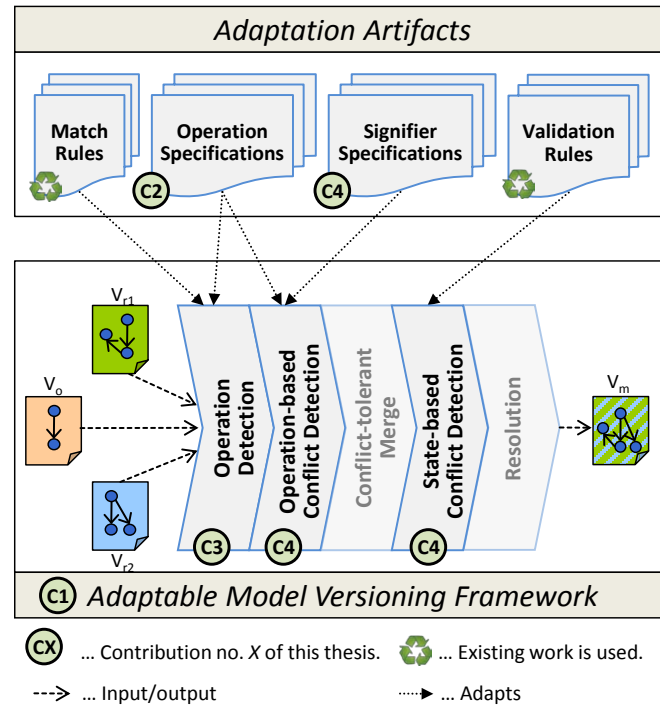 Adaptation Artifacts
Match
Rules
Operation
Specifications
C2
Signifier
Specifications
C4
Validation
Rules
Vr1
Vo
Vr2
Operation
Detection
C3
Operation-based
Conflict Detection
C4
Conflict-tolerant
Merge
State-based
Conflict Detection
C4
Resolution
Vm
C1 Adaptable Model Versioning Framework
CX ... Contribution no. X of this thesis.
... Existing work is used.
... Input/output
... Adapts